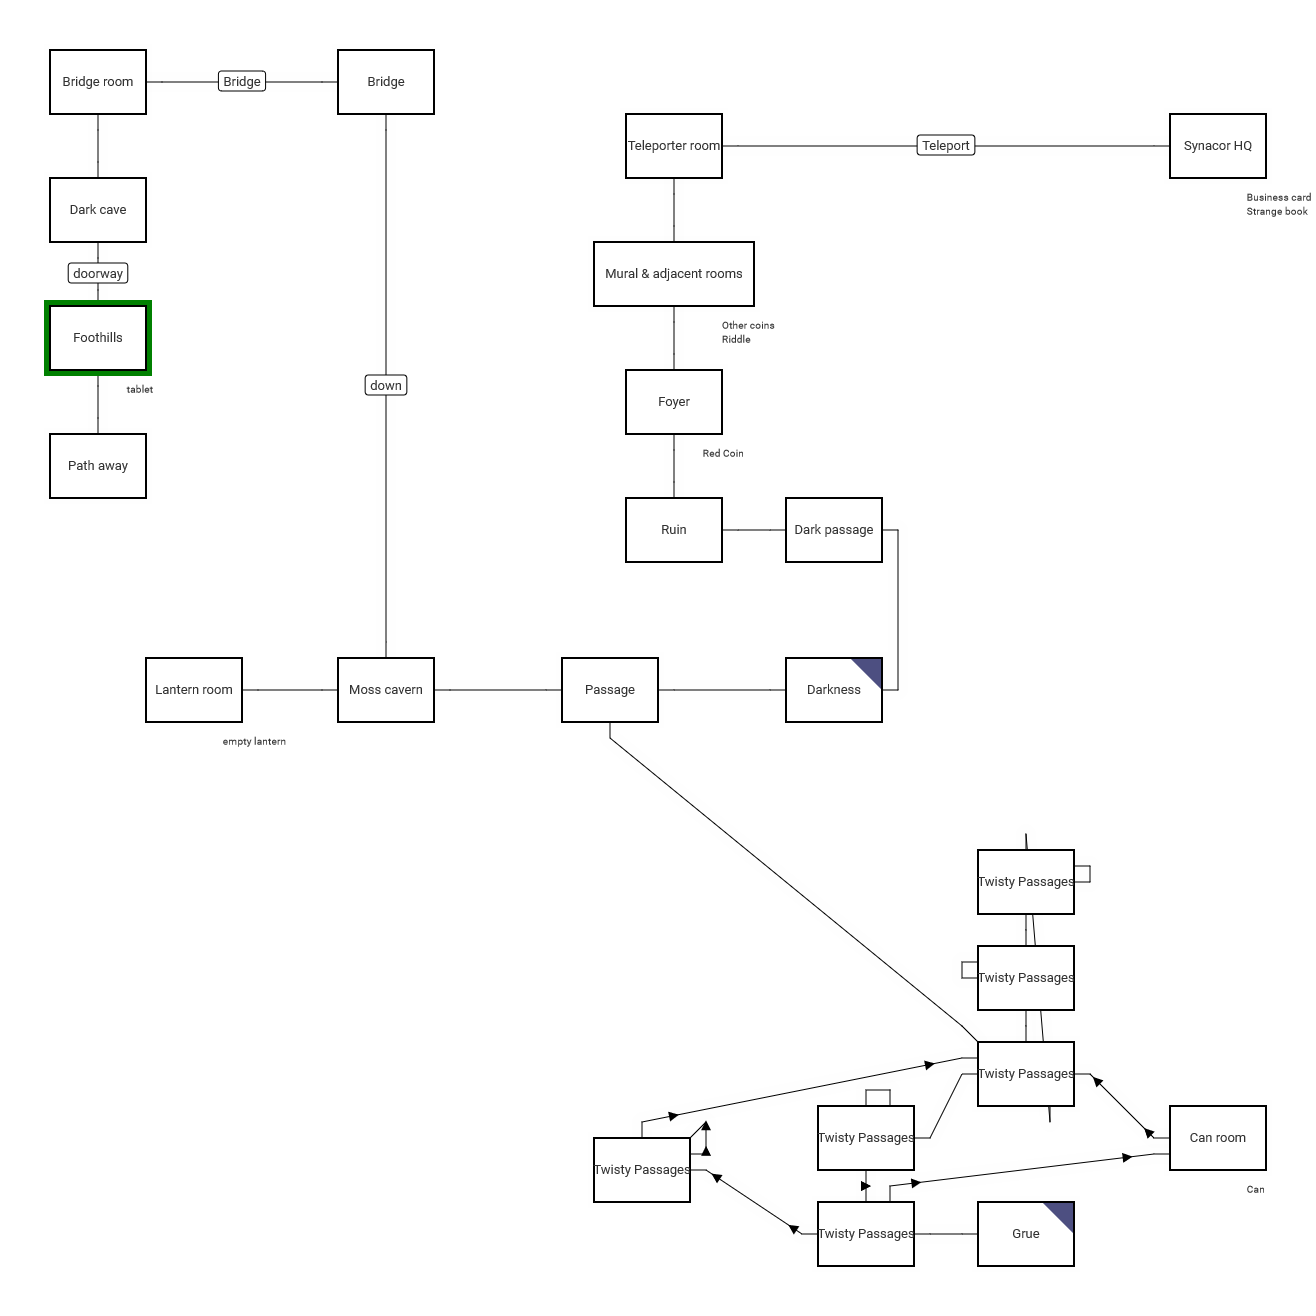 Bridge room
Bridge
Bridge
Teleporter room
Teleport
Synacor HQ
Business card
Strange book
Dark cave
doorway
Mural & adjacent rooms
Other coins
Riddle
Foothills
tablet
down
Foyer
Red Coin
Path away
Ruin
Dark passage
Lantern room
empty lantern
Moss cavern
Passage
Darkness
Twisty Passages
Twisty Passages
Twisty Passages
Twisty Passages
Can room
Can
Twisty Passages
Twisty Passages
Grue